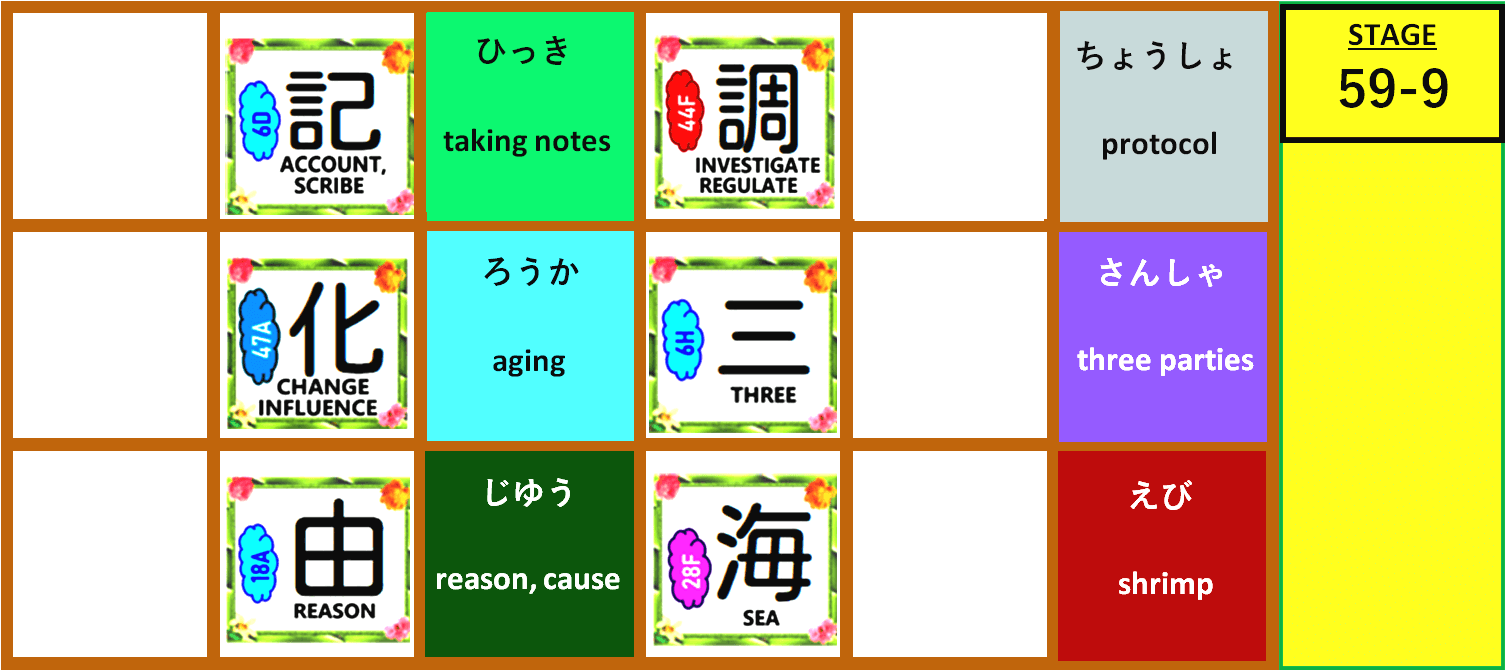 記
6D
ACCOUNT,
SCRIBE
ひっき
taking notes
調
44F
INVESTIGATE
REGULATE
ちょうしょ
protocol
STAGE
59-9
化
47A
CHANGE
INFLUENCE
ろうか
aging
三
6H
THREE
さんしゃ
three parties
由
18A
REASON
じゆう
reason, cause
海
28F
SEA
えび
shrimp